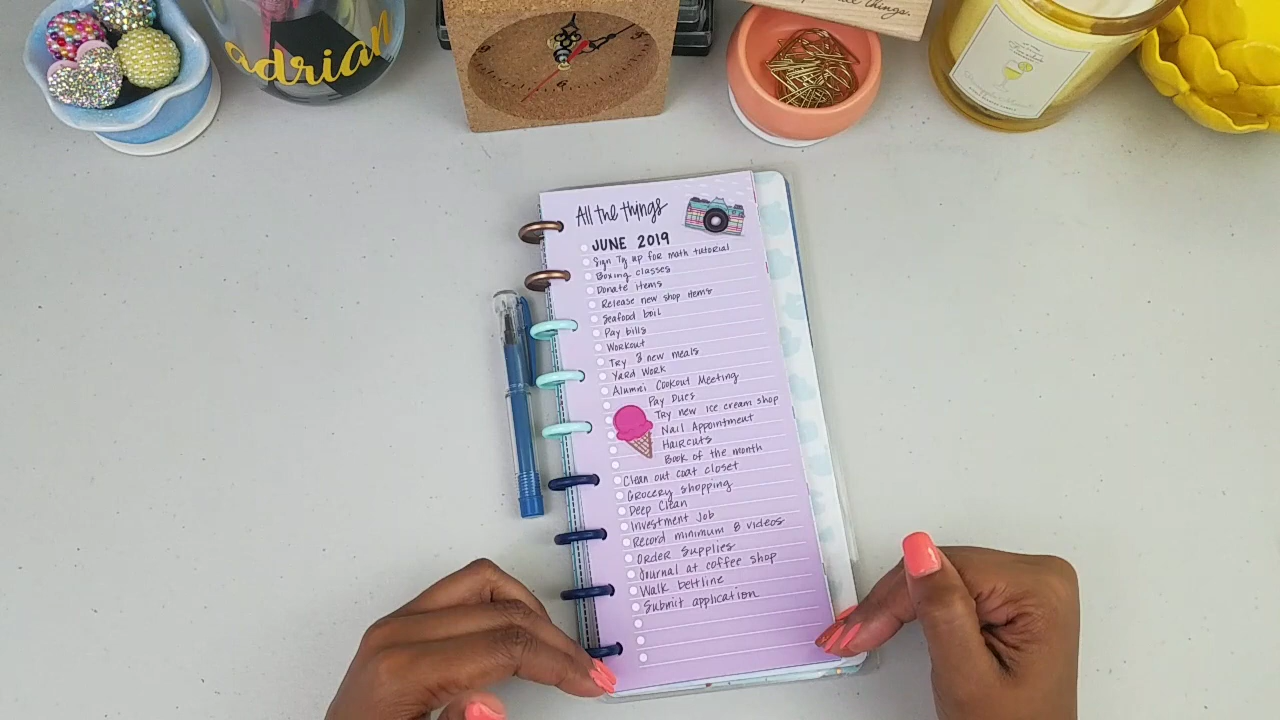 adrian
things.
All the things
JUNE 2019
Sign Ty up for math tutorial
Boxing classes
Donate items
Release new shop items
Seafood boil
Pay bills
Workout
Try 3 new meals
Yard Work
Alumni Cookout Meeting
Pay Dues
Try new ice cream shop
Nail Appointment
Haircuts
Book of the month
Clean out coat closet
Grocery shopping
Deep Clean
Investment Job
Record minimum 8 videos
Order Supplies
Journal at coffee shop
Walk beltline
Submit application